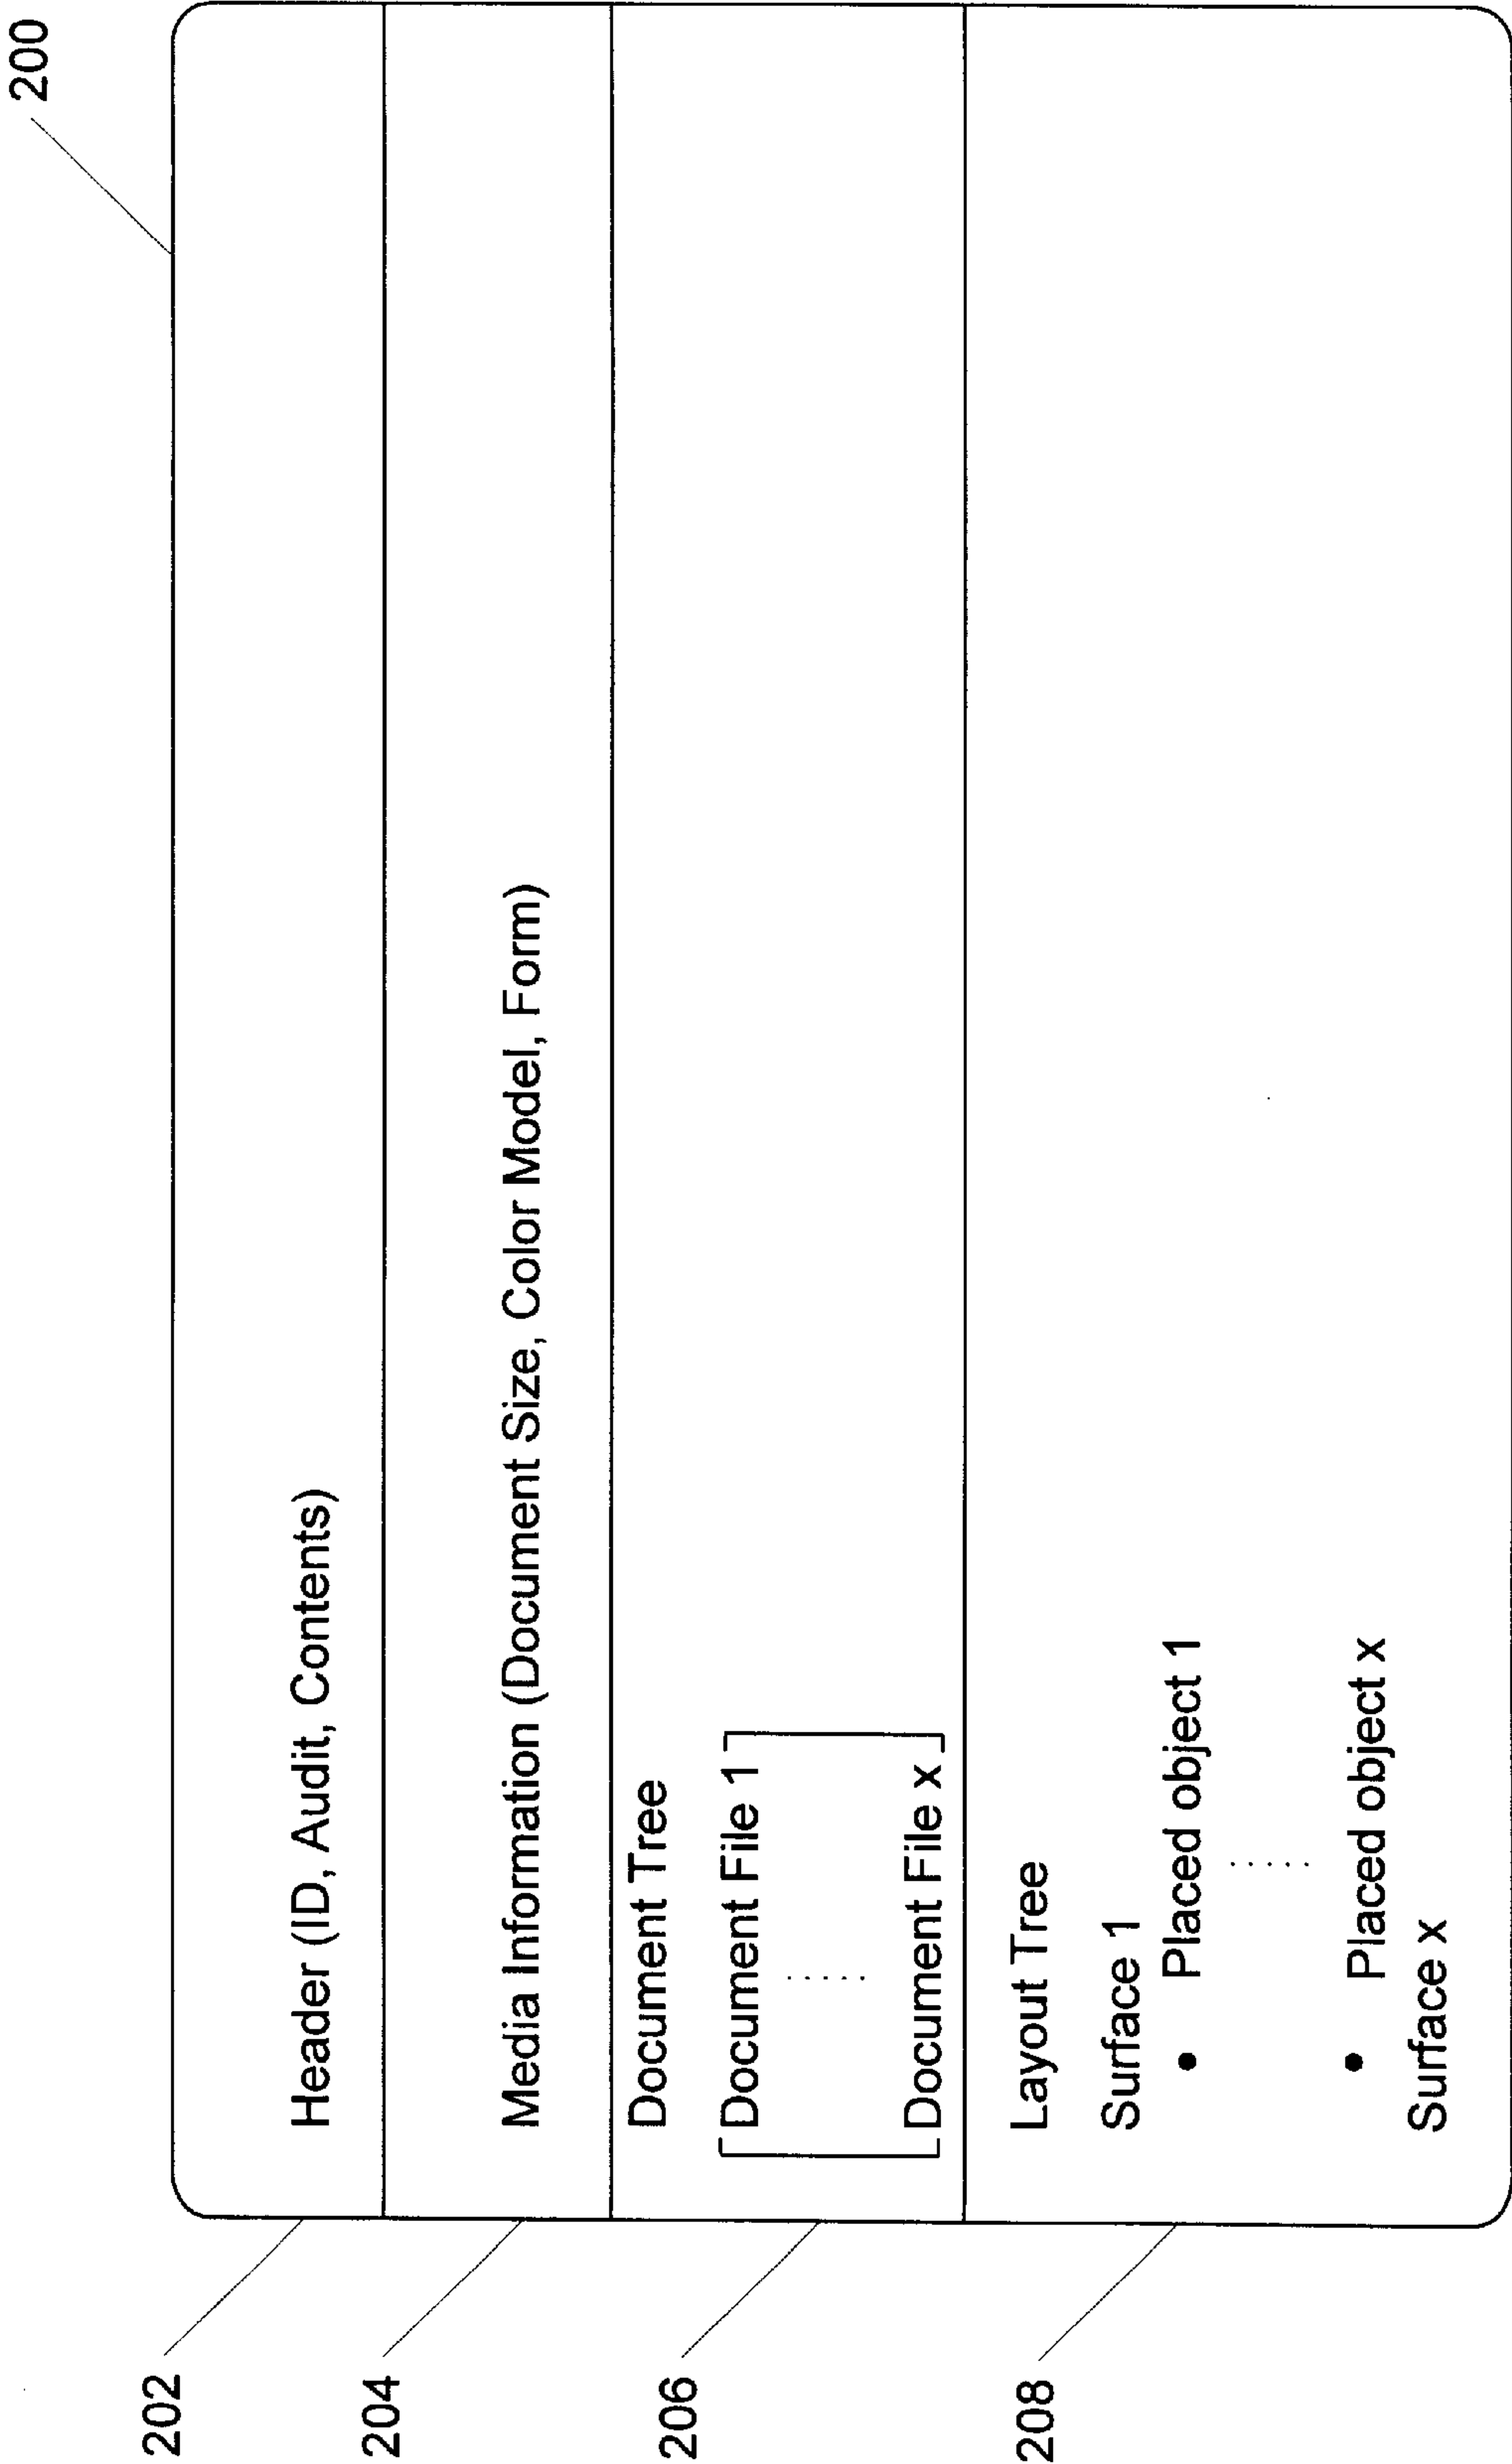 200
202
Header (ID, Audit, Contents)
204
Media Information (Document Size, Color Model, Form)
206
Document Tree
Document File 1
.....
Document File x
208
Layout Tree
Surface 1
• Placed object 1
.....
• Placed object x
Surface x